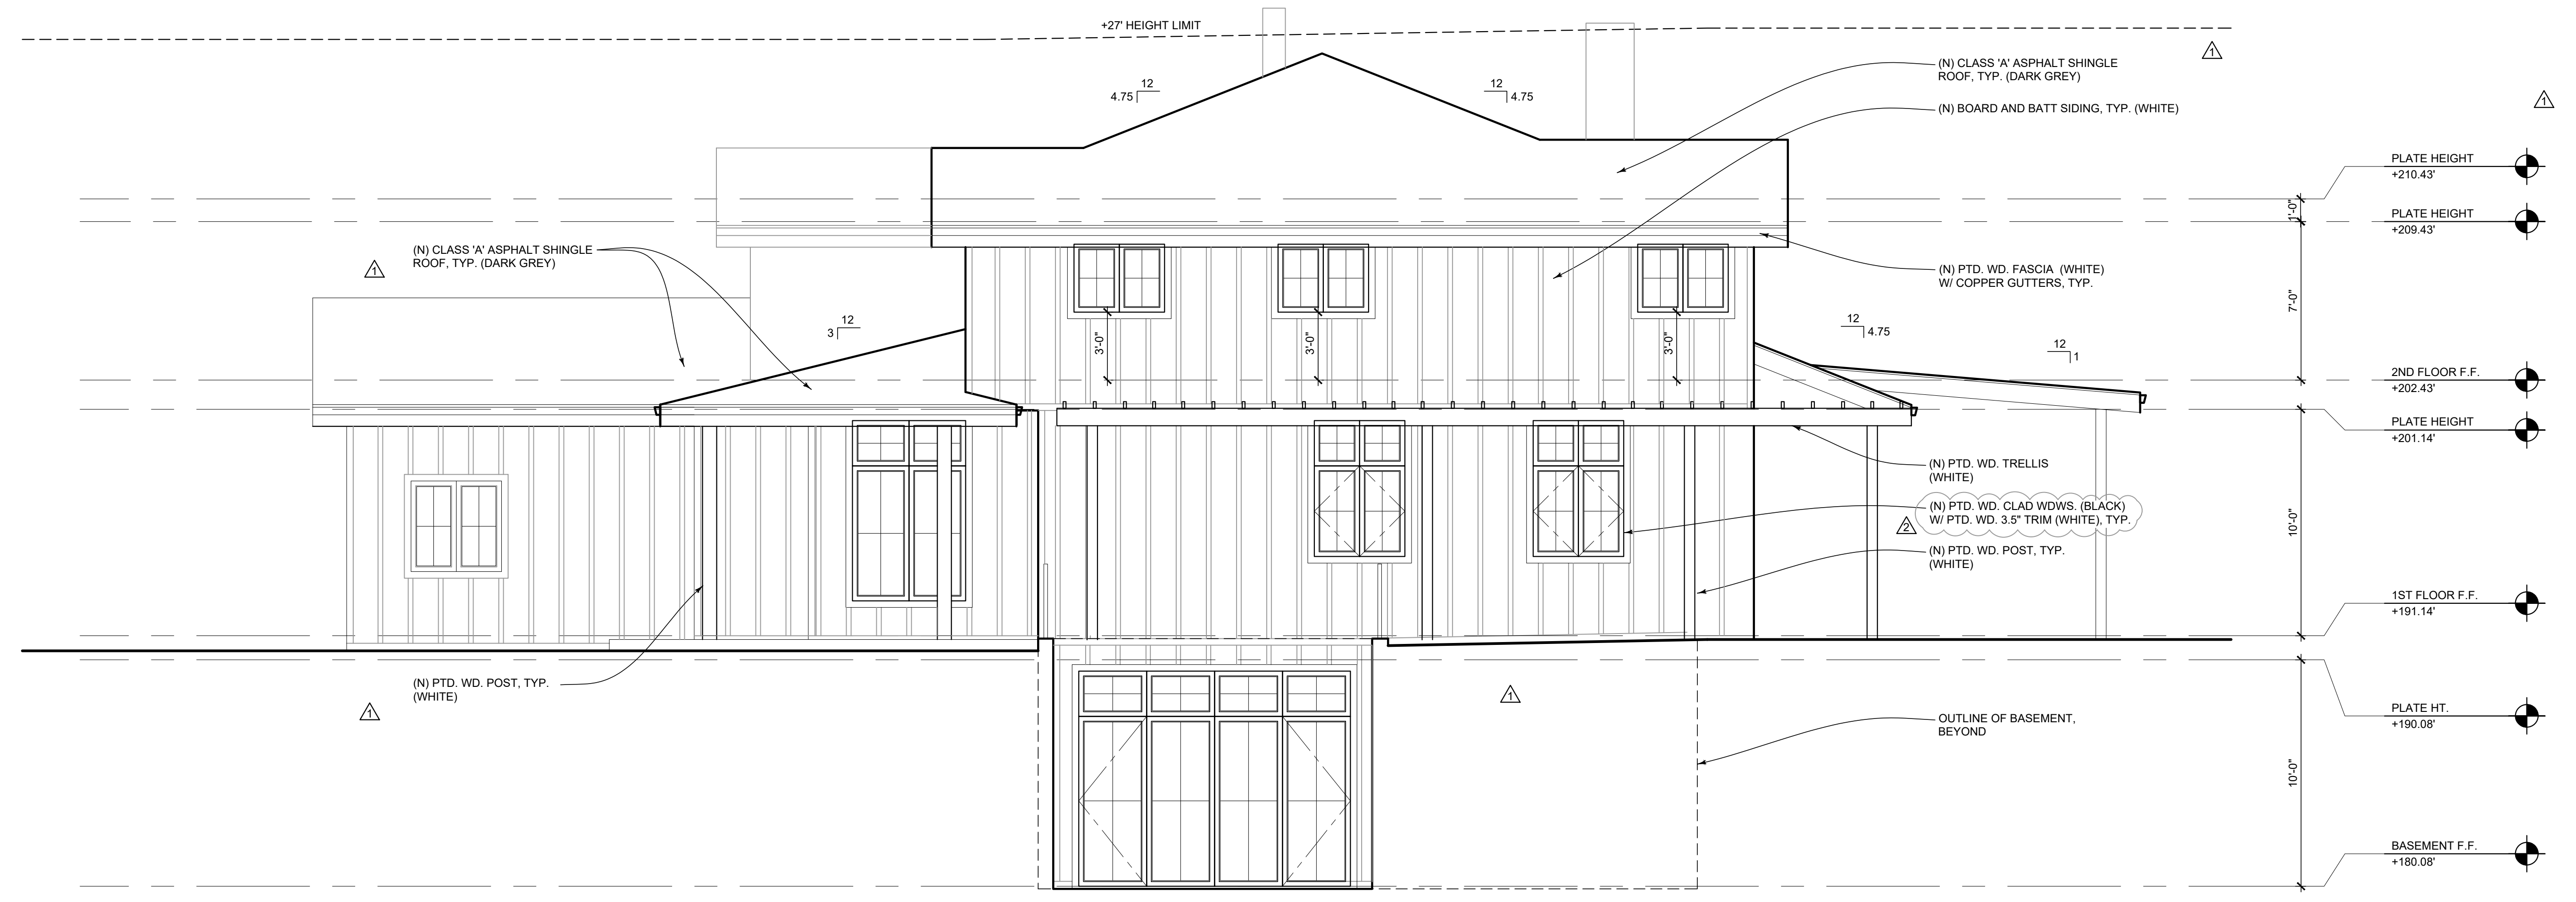 +27' HEIGHT LIMIT
1
(N) CLASS 'A' ASPHALT SHINGLE
ROOF, TYP. (DARK GREY)
12
4.75
12
4.75
1
(N) BOARD AND BATT SIDING, TYP. (WHITE)
PLATE HEIGHT
+210.43'
1'-0"
PLATE HEIGHT
+209.43'
(N) CLASS 'A' ASPHALT SHINGLE
ROOF, TYP. (DARK GREY)
1
(N) PTD. WD. FASCIA (WHITE)
W/ COPPER GUTTERS, TYP.
7'-0"
12
3
3'-0"
3'-0"
3'-0"
12
4.75
12
1
2ND FLOOR F.F.
+202.43'
PLATE HEIGHT
+201.14'
(N) PTD. WD. TRELLIS
(WHITE)
(N) PTD. WD. CLAD WDWS. (BLACK)
W/ PTD. WD. 3.5" TRIM (WHITE), TYP.
2
10'-0"
(N) PTD. WD. POST, TYP.
(WHITE)
1ST FLOOR F.F.
+191.14'
(N) PTD. WD. POST, TYP.
(WHITE)
1
1
OUTLINE OF BASEMENT,
BEYOND
PLATE HT.
+190.08'
10'-0"
BASEMENT F.F.
+180.08'